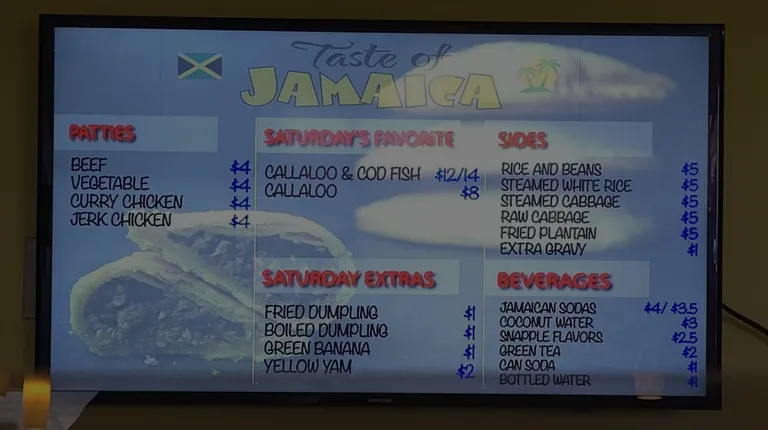 Taste of
JAMAICA
PATTIES
BEEF $4
VEGETABLE $4
CURRY CHICKEN $4
JERK CHICKEN $4
SATURDAY'S FAVORITE
CALLALOO & COD FISH $12/14
CALLALOO $8
SATURDAY EXTRAS
FRIED DUMPLING $1
BOILED DUMPLING $1
GREEN BANANA $1
YELLOW YAM $2
SIDES
RICE AND BEANS $5
STEAMED WHITE RICE $5
STEAMED CABBAGE $5
RAW CABBAGE $5
FRIED PLANTAIN $5
EXTRA GRAVY $1
BEVERAGES
JAMAICAN SODAS $4/ $3.5
COCONUT WATER $3
SNAPPLE FLAVORS $2.5
GREEN TEA $2
CAN SODA $1
BOTTLED WATER $1
SAMSUNG